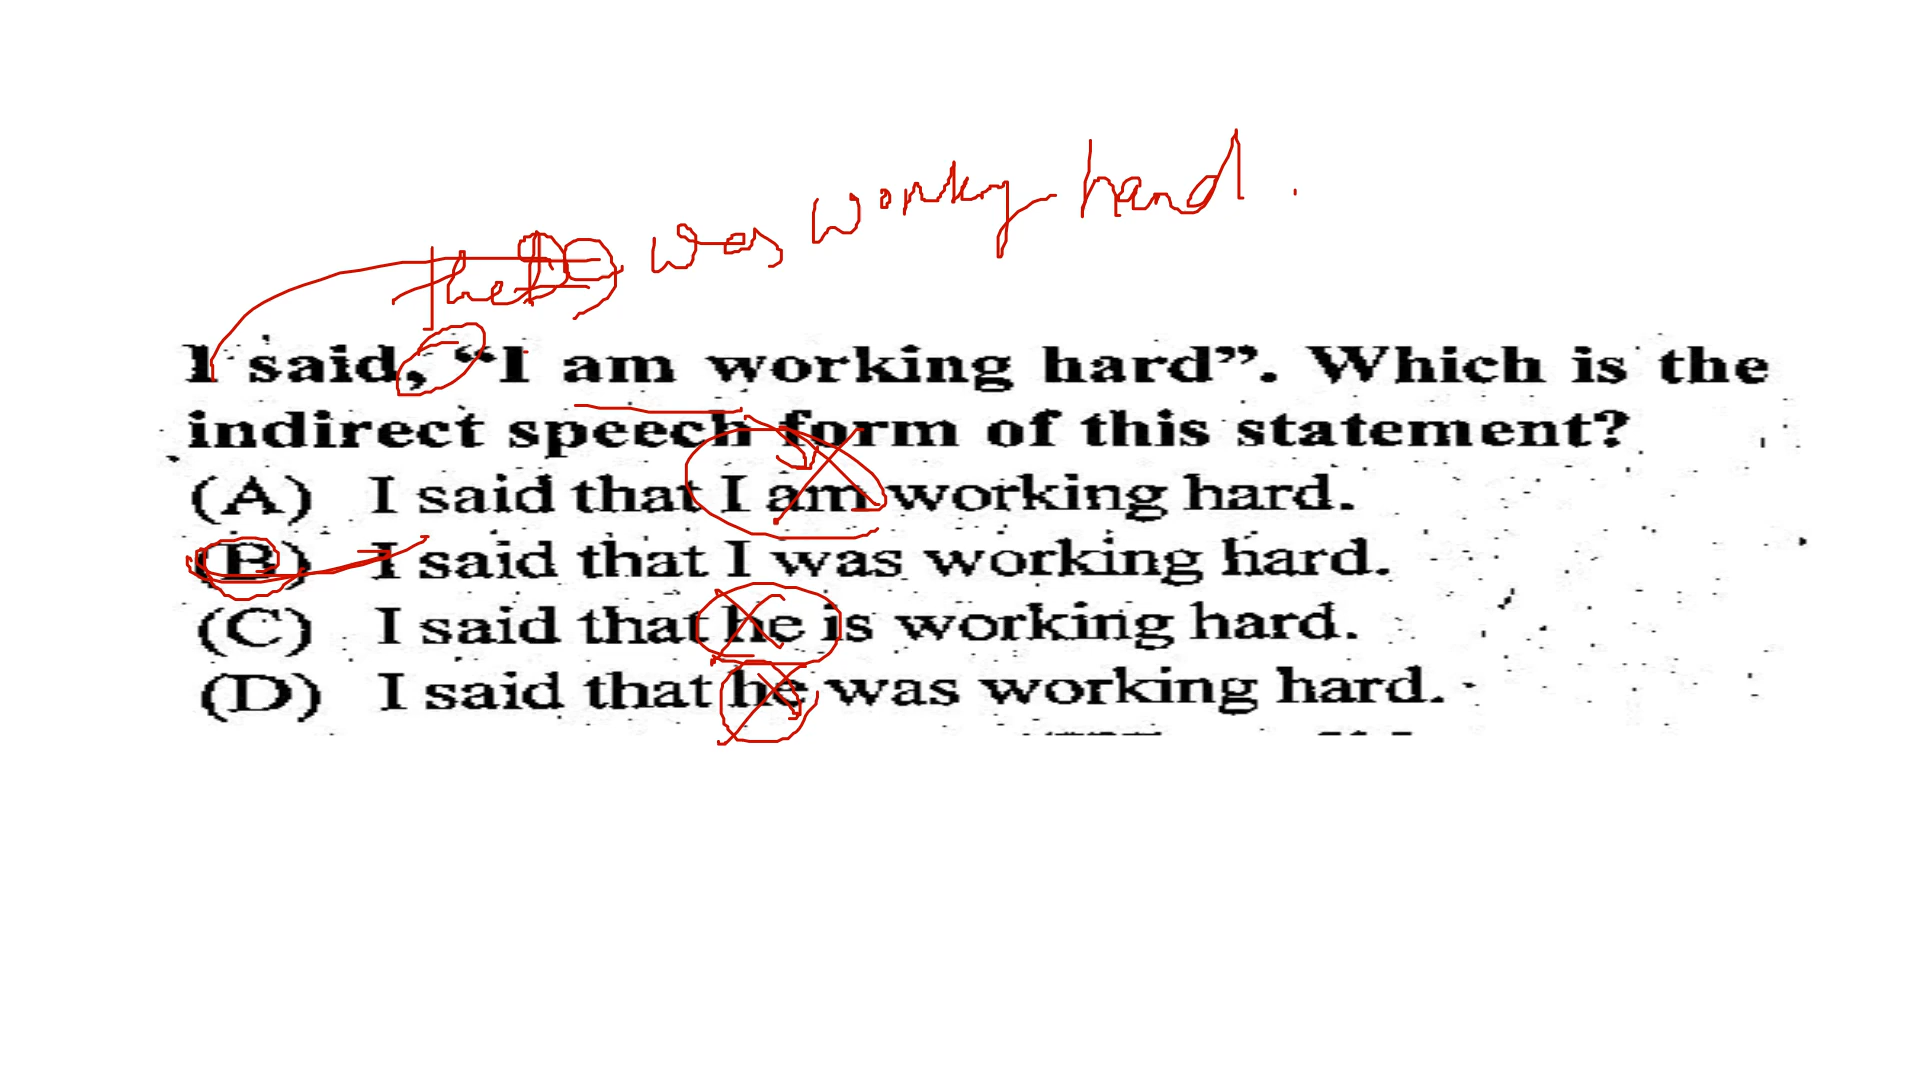 that I was working hard.
I said, “I am working hard”. Which is the
indirect speech form of this statement?
(A) I said that I am working hard.
(B) I said that I was working hard.
(C) I said that he is working hard.
(D) I said that he was working hard.